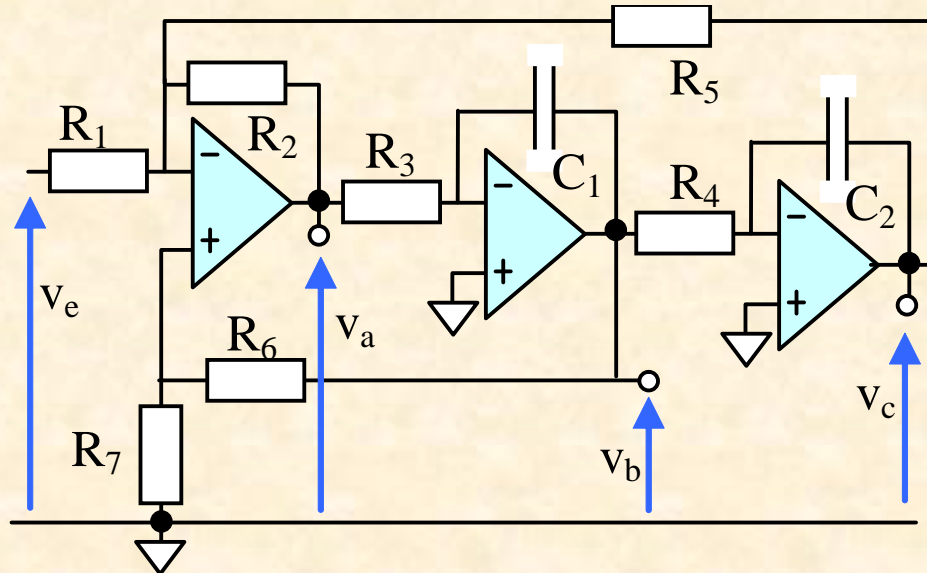 R5
R1
R2
R3
C1
R4
C2
−
+
−
+
−
+
ve
va
R6
vb
vc
R7